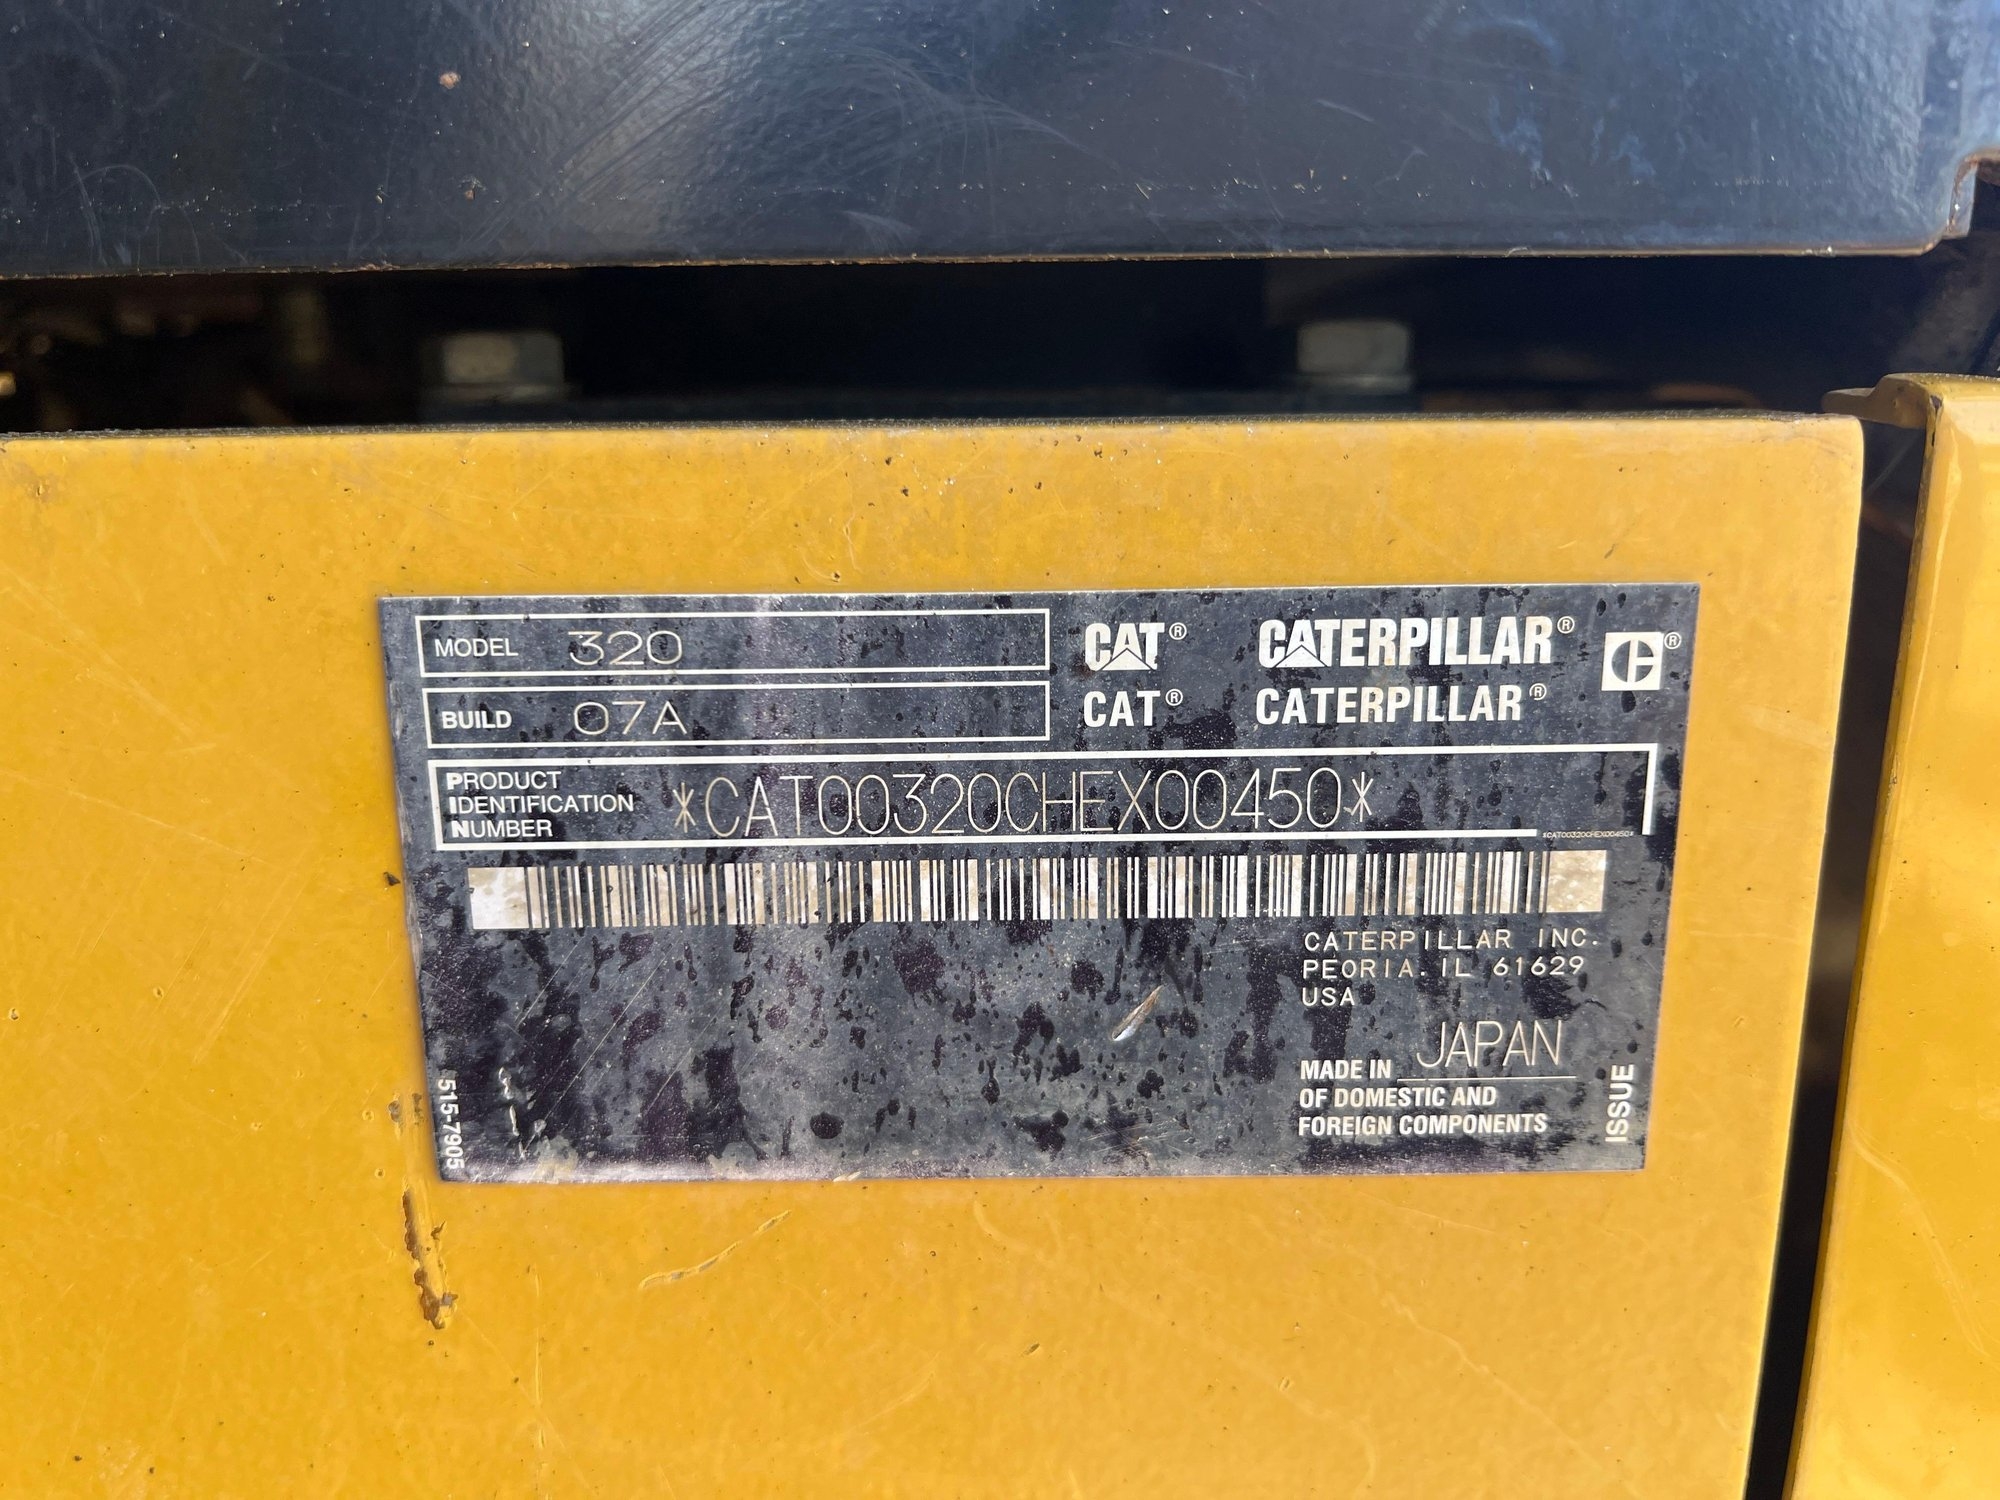 MODEL 320
BUILD 07A
CAT® CATERPILLAR® C®
CAT® CATERPILLAR®
PRODUCT
IDENTIFICATION
NUMBER
*CAT00320CHEX00450*
*CAT00320CHEX00450*
CATERPILLAR INC.
PEORIA. IL 61629
USA
MADE IN JAPAN
OF DOMESTIC AND
FOREIGN COMPONENTS
ISSUE
515-7905